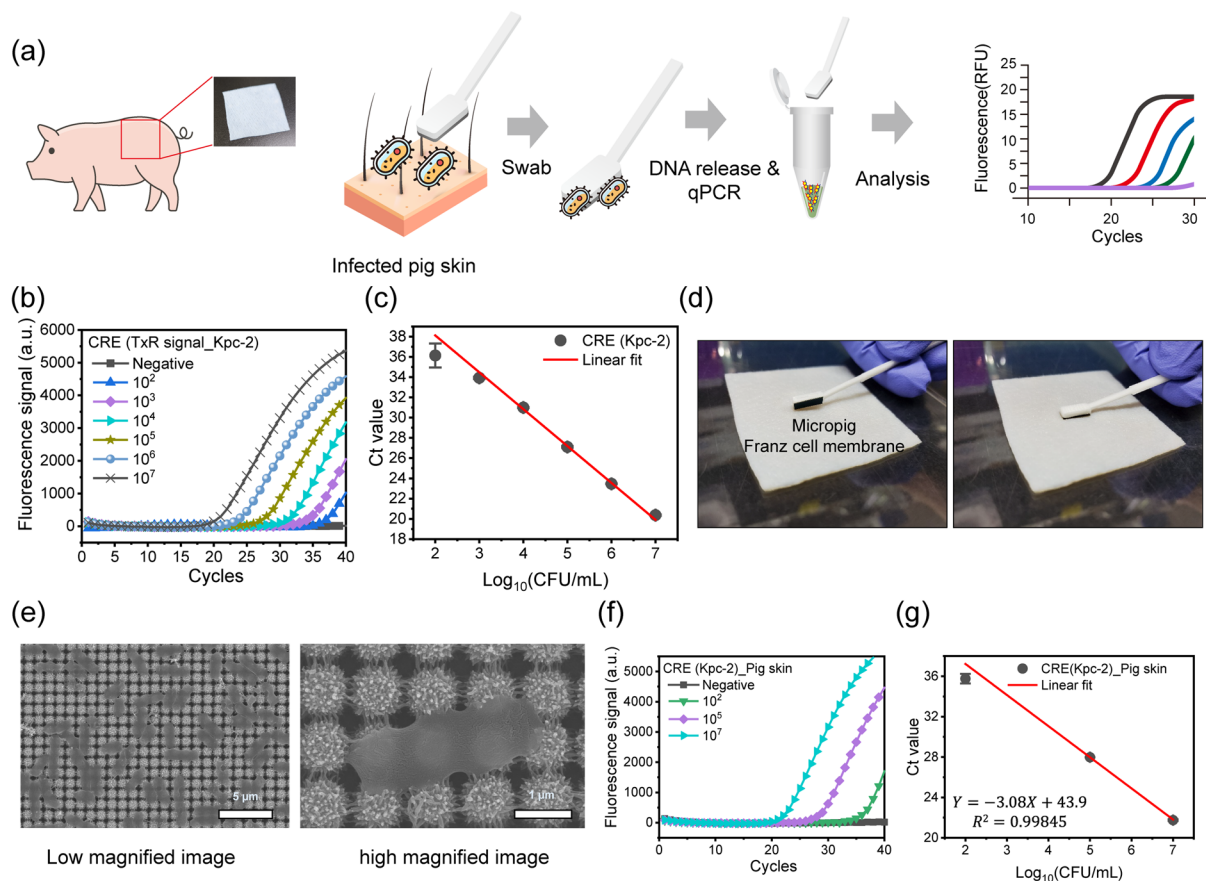 (a)
Swab
DNA release &
qPCR
Analysis
Infected pig skin
Fluorescence(RFU)
25
20
15
10
5
0
10
20
30
Cycles
(b)
Fluorescence signal (a.u.)
6000
5000
4000
3000
2000
1000
0
CRE (TxR signal_Kpc-2)
Negative
10²
10³
10⁴
10⁵
10⁶
10⁷
0 5 10 15 20 25 30 35 40
Cycles
(c)
Ct value
38
36
34
32
30
28
26
24
22
20
18
CRE (Kpc-2)
Linear fit
2 3 4 5 6 7
Log₁₀(CFU/mL)
(d)
Micropig
Franz cell membrane
(e)
5 μm
1 μm
Low magnified image
high magnified image
(f)
Fluorescence signal (a.u.)
5000
4000
3000
2000
1000
0
CRE (Kpc-2)_Pig skin
Negative
10²
10⁵
10⁷
0 10 20 30 40
Cycles
(g)
Ct value
36
32
28
24
20
CRE(Kpc-2)_Pig skin
Linear fit
Y = −3.08X + 43.9
R² = 0.99845
2 3 4 5 6 7
Log₁₀(CFU/mL)